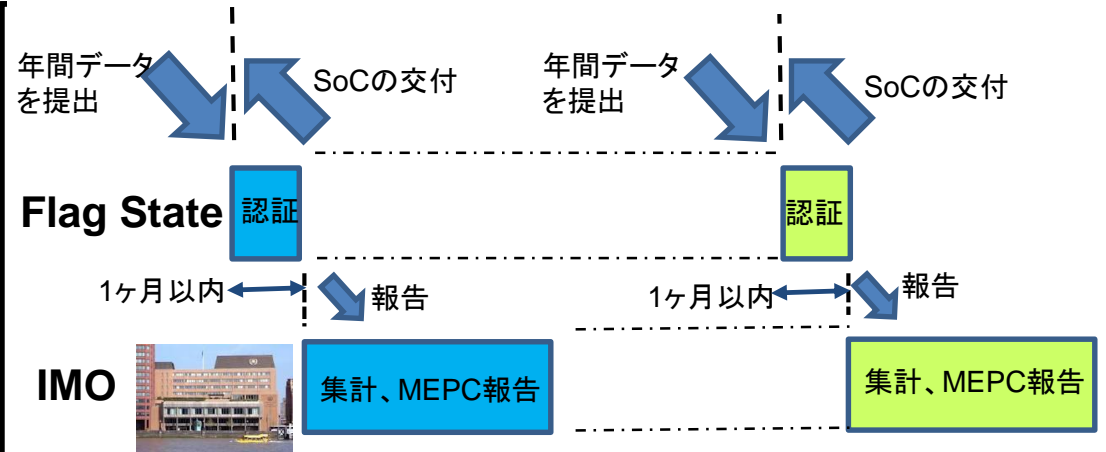 年間データ
を提出
SoCの交付
年間データ
を提出
SoCの交付
Flag State
認証
認証
1ヶ月以内
報告
1ヶ月以内
報告
IMO
集計、MEPC報告
集計、MEPC報告